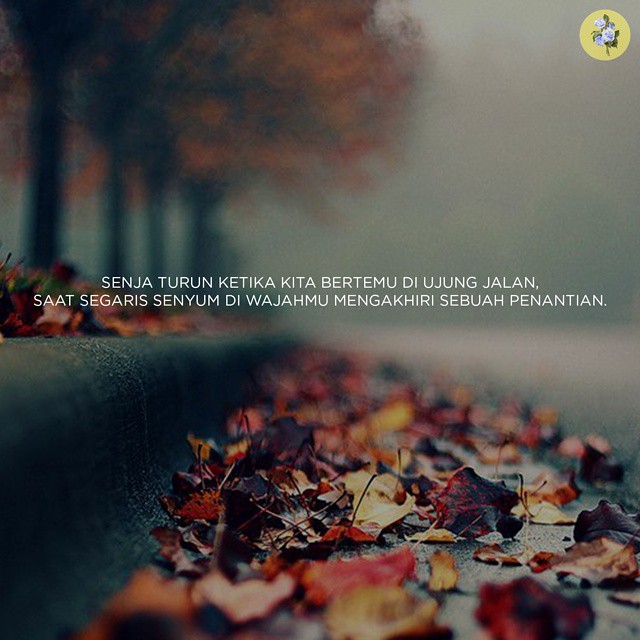 SENJA TURUN KETIKA KITA BERTEMU DI UJUNG JALAN,
SAAT SEGARIS SENYUM DI WAJAHMU MENGAKHIRI SEBUAH PENANTIAN.